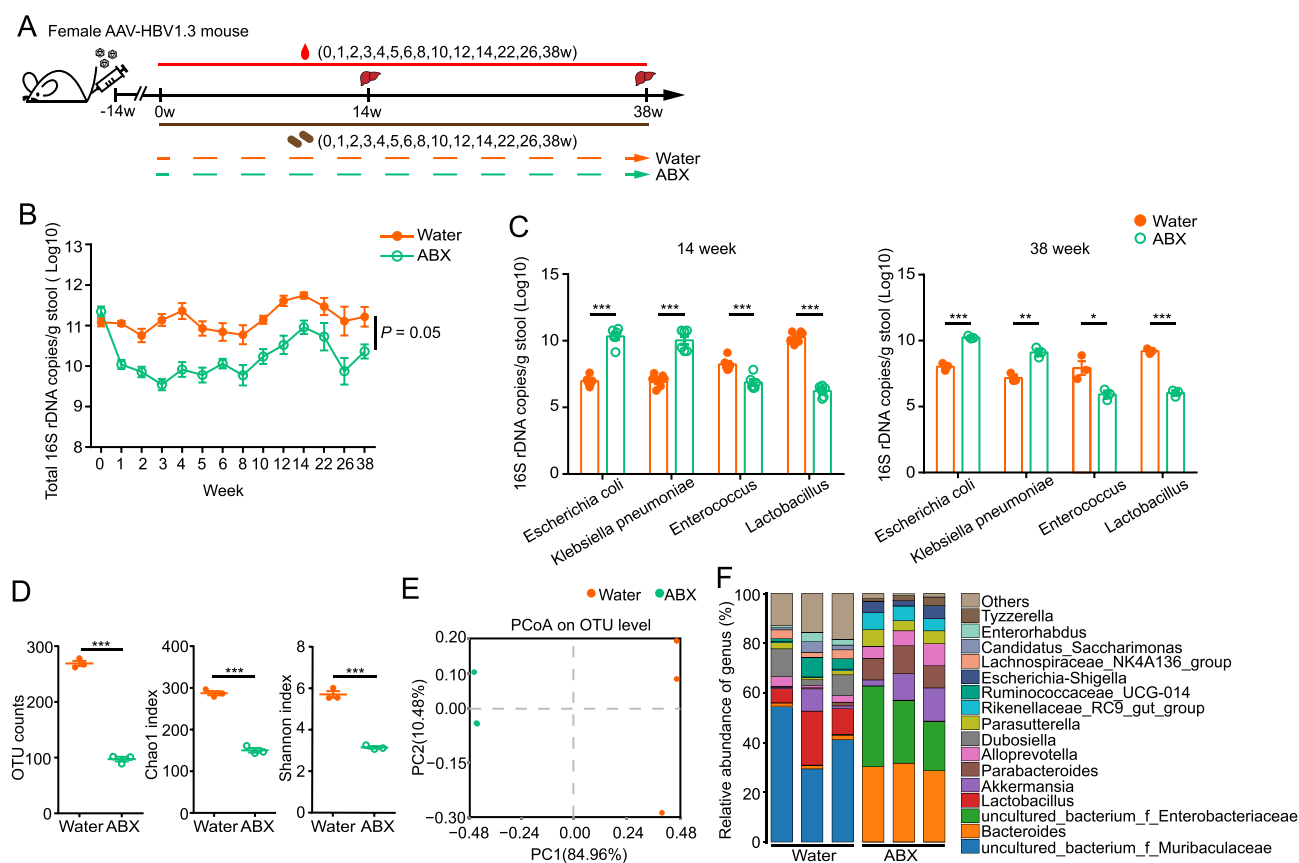 A
Female AAV-HBV1.3 mouse
(0,1,2,3,4,5,6,8,10,12,14,22,26,38w)
-14w
0w
14w
38w
(0,1,2,3,4,5,6,8,10,12,14,22,26,38w)
Water
ABX
B
Total 16S rDNA copies/g stool ( Log10)
13
12
11
10
9
8
0 1 2 3 4 5 6 8 10 12 14 22 26 38
Week
Water
ABX
P = 0.05
C
Water
ABX
14 week
16S rDNA copies/g stool (Log10)
15
10
5
0
*** *** *** ***
Escherichia coli
Klebsiella pneumoniae
Enterococcus
Lactobacillus
38 week
16S rDNA copies/g stool (Log10)
15
10
5
0
*** ** * ***
Escherichia coli
Klebsiella pneumoniae
Enterococcus
Lactobacillus
D
OTU counts
300
200
100
0
***
Water ABX
Chao1 index
400
300
200
100
0
***
Water ABX
Shannon index
8
6
4
2
0
***
Water ABX
E
Water
ABX
PCoA on OTU level
PC2(10.48%)
0.20
0.00
−0.15
−0.30
−0.48 −0.24 0.00 0.24 0.48
PC1(84.96%)
F
Relative abundance of genus (%)
100
80
60
40
20
0
Water
ABX
Others
Tyzzerella
Enterorhabdus
Candidatus_Saccharimonas
Lachnospiraceae_NK4A136_group
Escherichia-Shigella
Ruminococcaceae_UCG-014
Rikenellaceae_RC9_gut_group
Parasutterella
Dubosiella
Alloprevotella
Parabacteroides
Akkermansia
Lactobacillus
uncultured_bacterium_f_Enterobacteriaceae
Bacteroides
uncultured_bacterium_f_Muribaculaceae